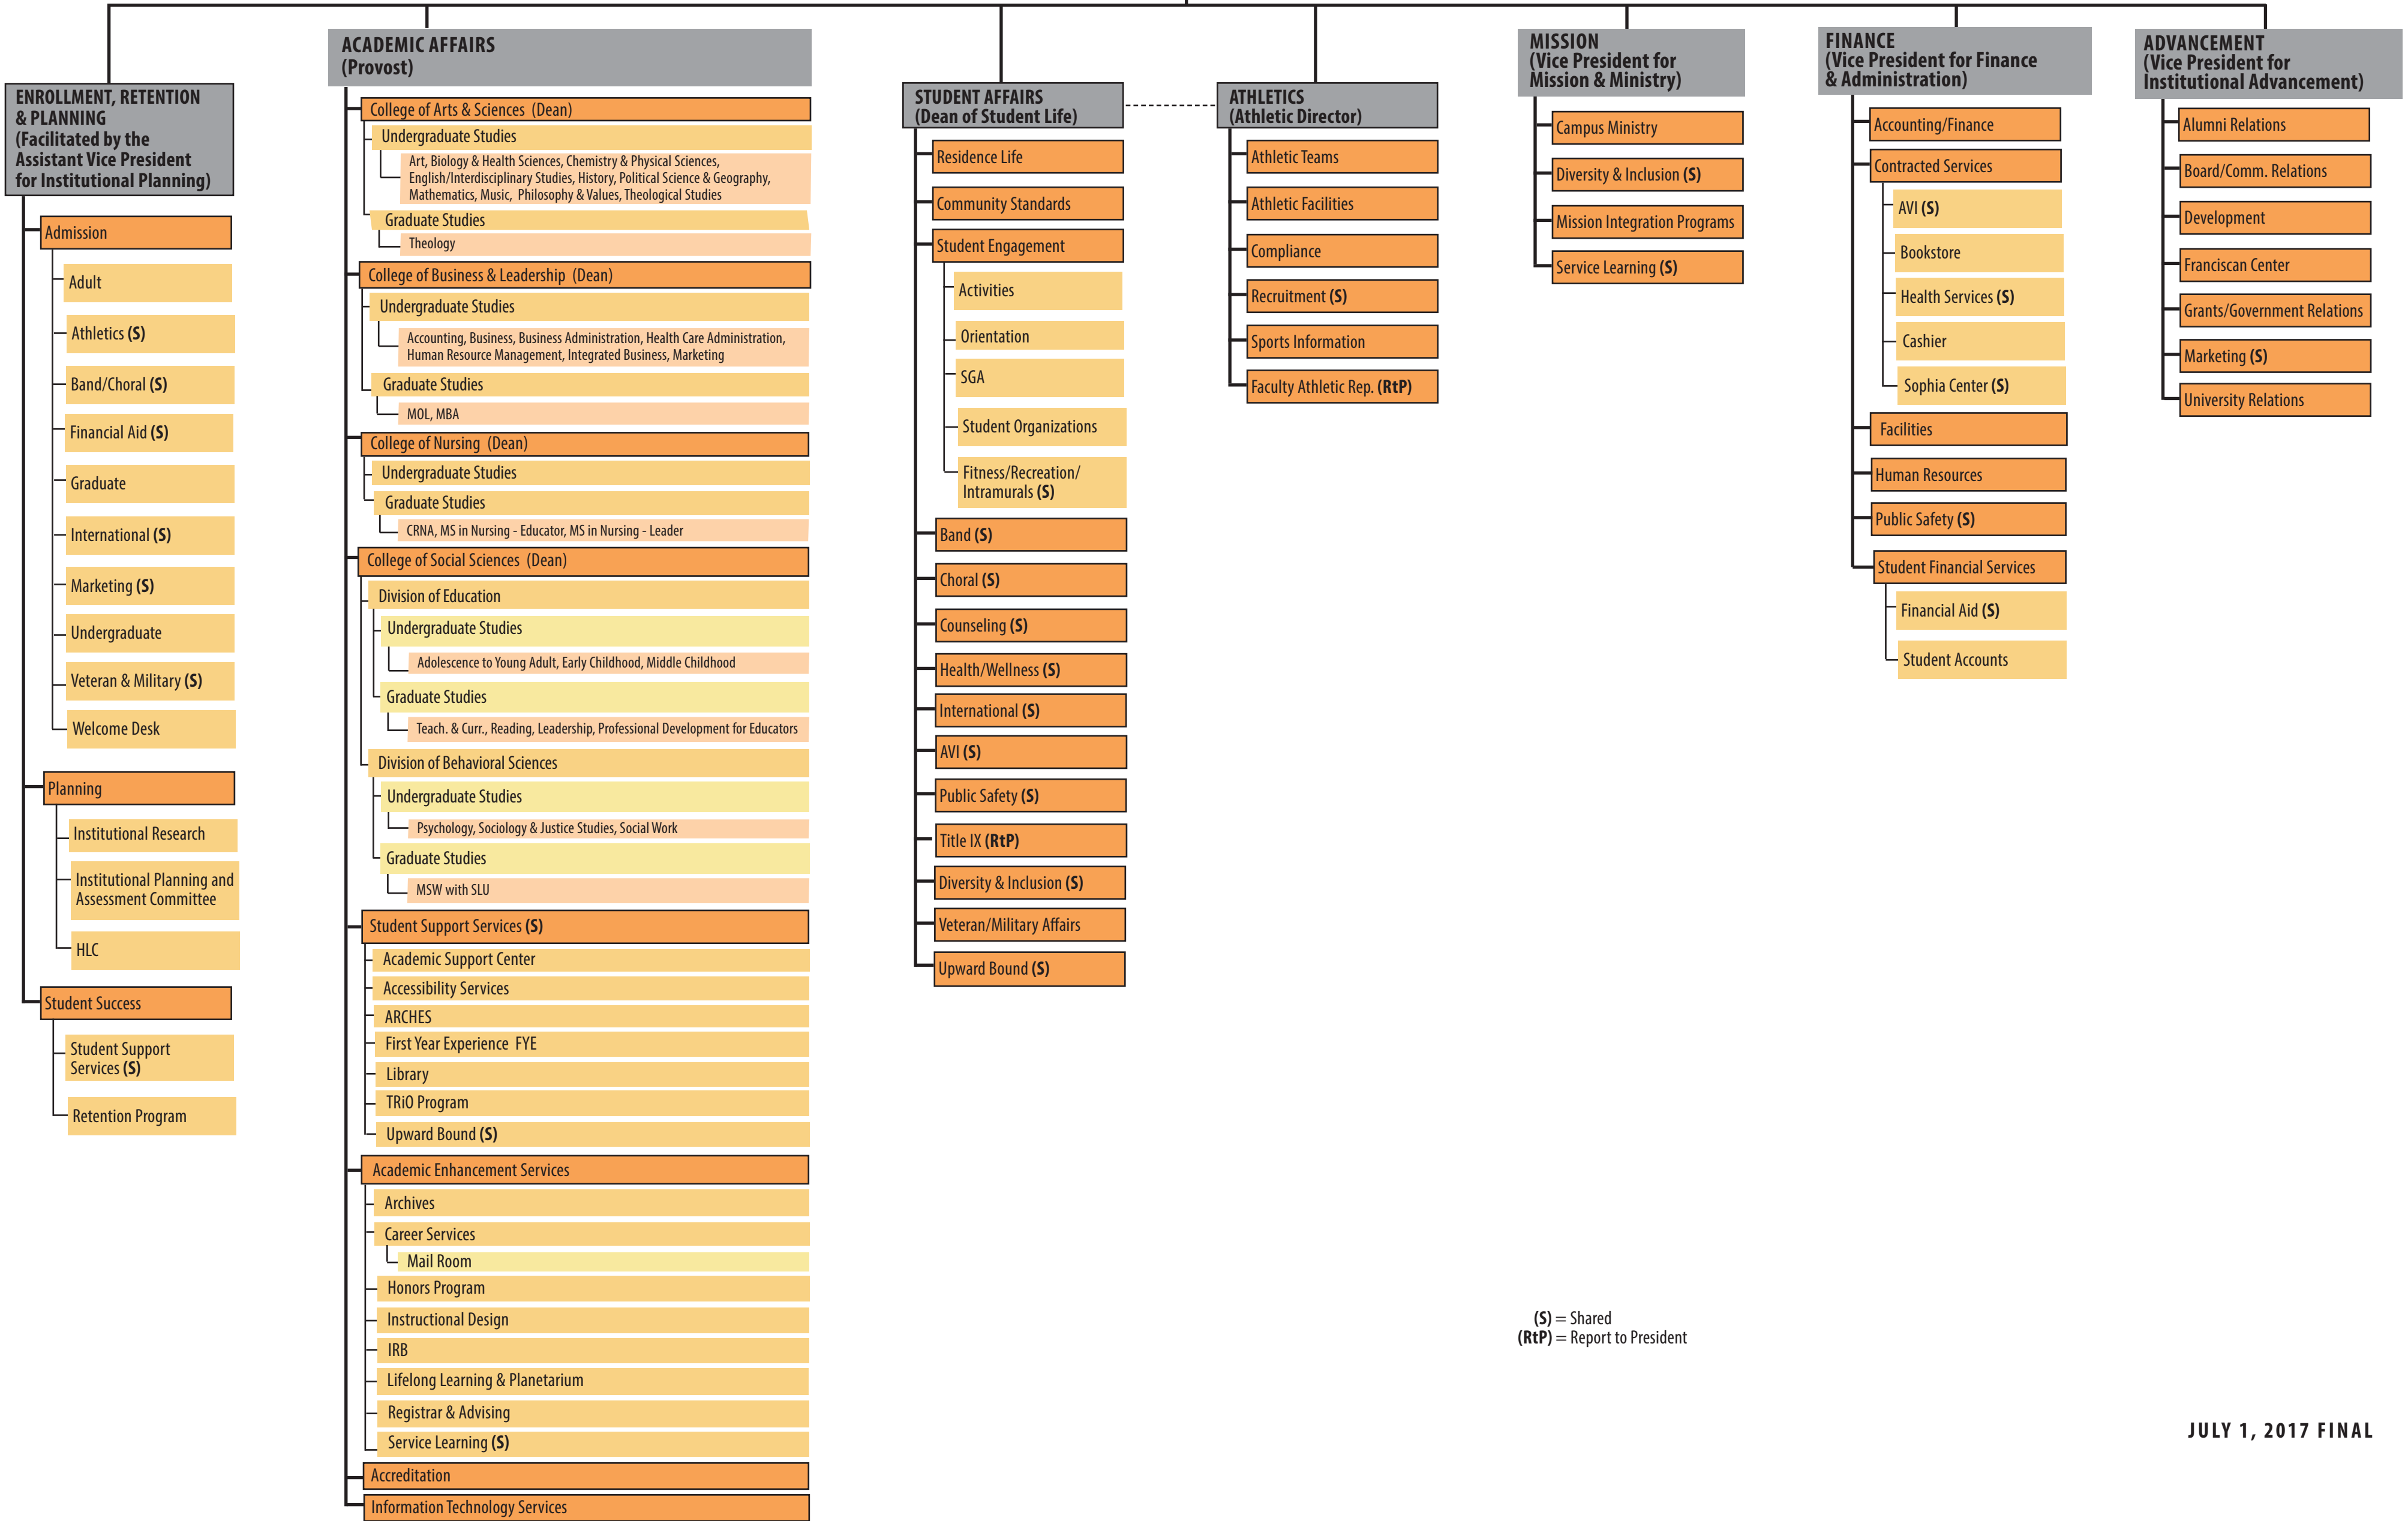 ENROLLMENT, RETENTION
& PLANNING
(Facilitated by the
Assistant Vice President
for Institutional Planning)
Admission
Adult
Athletics (S)
Band/Choral (S)
Financial Aid (S)
Graduate
International (S)
Marketing (S)
Undergraduate
Veteran & Military (S)
Welcome Desk
Planning
Institutional Research
Institutional Planning and
Assessment Committee
HLC
Student Success
Student Support
Services (S)
Retention Program
ACADEMIC AFFAIRS
(Provost)
College of Arts & Sciences (Dean)
Undergraduate Studies
Art, Biology & Health Sciences, Chemistry & Physical Sciences,
English/Interdisciplinary Studies, History, Political Science & Geography,
Mathematics, Music, Philosophy & Values, Theological Studies
Graduate Studies
Theology
College of Business & Leadership (Dean)
Undergraduate Studies
Accounting, Business, Business Administration, Health Care Administration,
Human Resource Management, Integrated Business, Marketing
Graduate Studies
MOL, MBA
College of Nursing (Dean)
Undergraduate Studies
Graduate Studies
CRNA, MS in Nursing - Educator, MS in Nursing - Leader
College of Social Sciences (Dean)
Division of Education
Undergraduate Studies
Adolescence to Young Adult, Early Childhood, Middle Childhood
Graduate Studies
Teach. & Curr., Reading, Leadership, Professional Development for Educators
Division of Behavioral Sciences
Undergraduate Studies
Psychology, Sociology & Justice Studies, Social Work
Graduate Studies
MSW with SLU
Student Support Services (S)
Academic Support Center
Accessibility Services
ARCHES
First Year Experience FYE
Library
TRiO Program
Upward Bound (S)
Academic Enhancement Services
Archives
Career Services
Mail Room
Honors Program
Instructional Design
IRB
Lifelong Learning & Planetarium
Registrar & Advising
Service Learning (S)
Accreditation
Information Technology Services
STUDENT AFFAIRS
(Dean of Student Life)
Residence Life
Community Standards
Student Engagement
Activities
Orientation
SGA
Student Organizations
Fitness/Recreation/
Intramurals (S)
Band (S)
Choral (S)
Counseling (S)
Health/Wellness (S)
International (S)
AVI (S)
Public Safety (S)
Title IX (RtP)
Diversity & Inclusion (S)
Veteran/Military Affairs
Upward Bound (S)
ATHLETICS
(Athletic Director)
Athletic Teams
Athletic Facilities
Compliance
Recruitment (S)
Sports Information
Faculty Athletic Rep. (RtP)
MISSION
(Vice President for
Mission & Ministry)
Campus Ministry
Diversity & Inclusion (S)
Mission Integration Programs
Service Learning (S)
FINANCE
(Vice President for Finance
& Administration)
Accounting/Finance
Contracted Services
AVI (S)
Bookstore
Health Services (S)
Cashier
Sophia Center (S)
Facilities
Human Resources
Public Safety (S)
Student Financial Services
Financial Aid (S)
Student Accounts
ADVANCEMENT
(Vice President for
Institutional Advancement)
Alumni Relations
Board/Comm. Relations
Development
Franciscan Center
Grants/Government Relations
Marketing (S)
University Relations
(S) = Shared
(RtP) = Report to President
JULY 1, 2017 FINAL